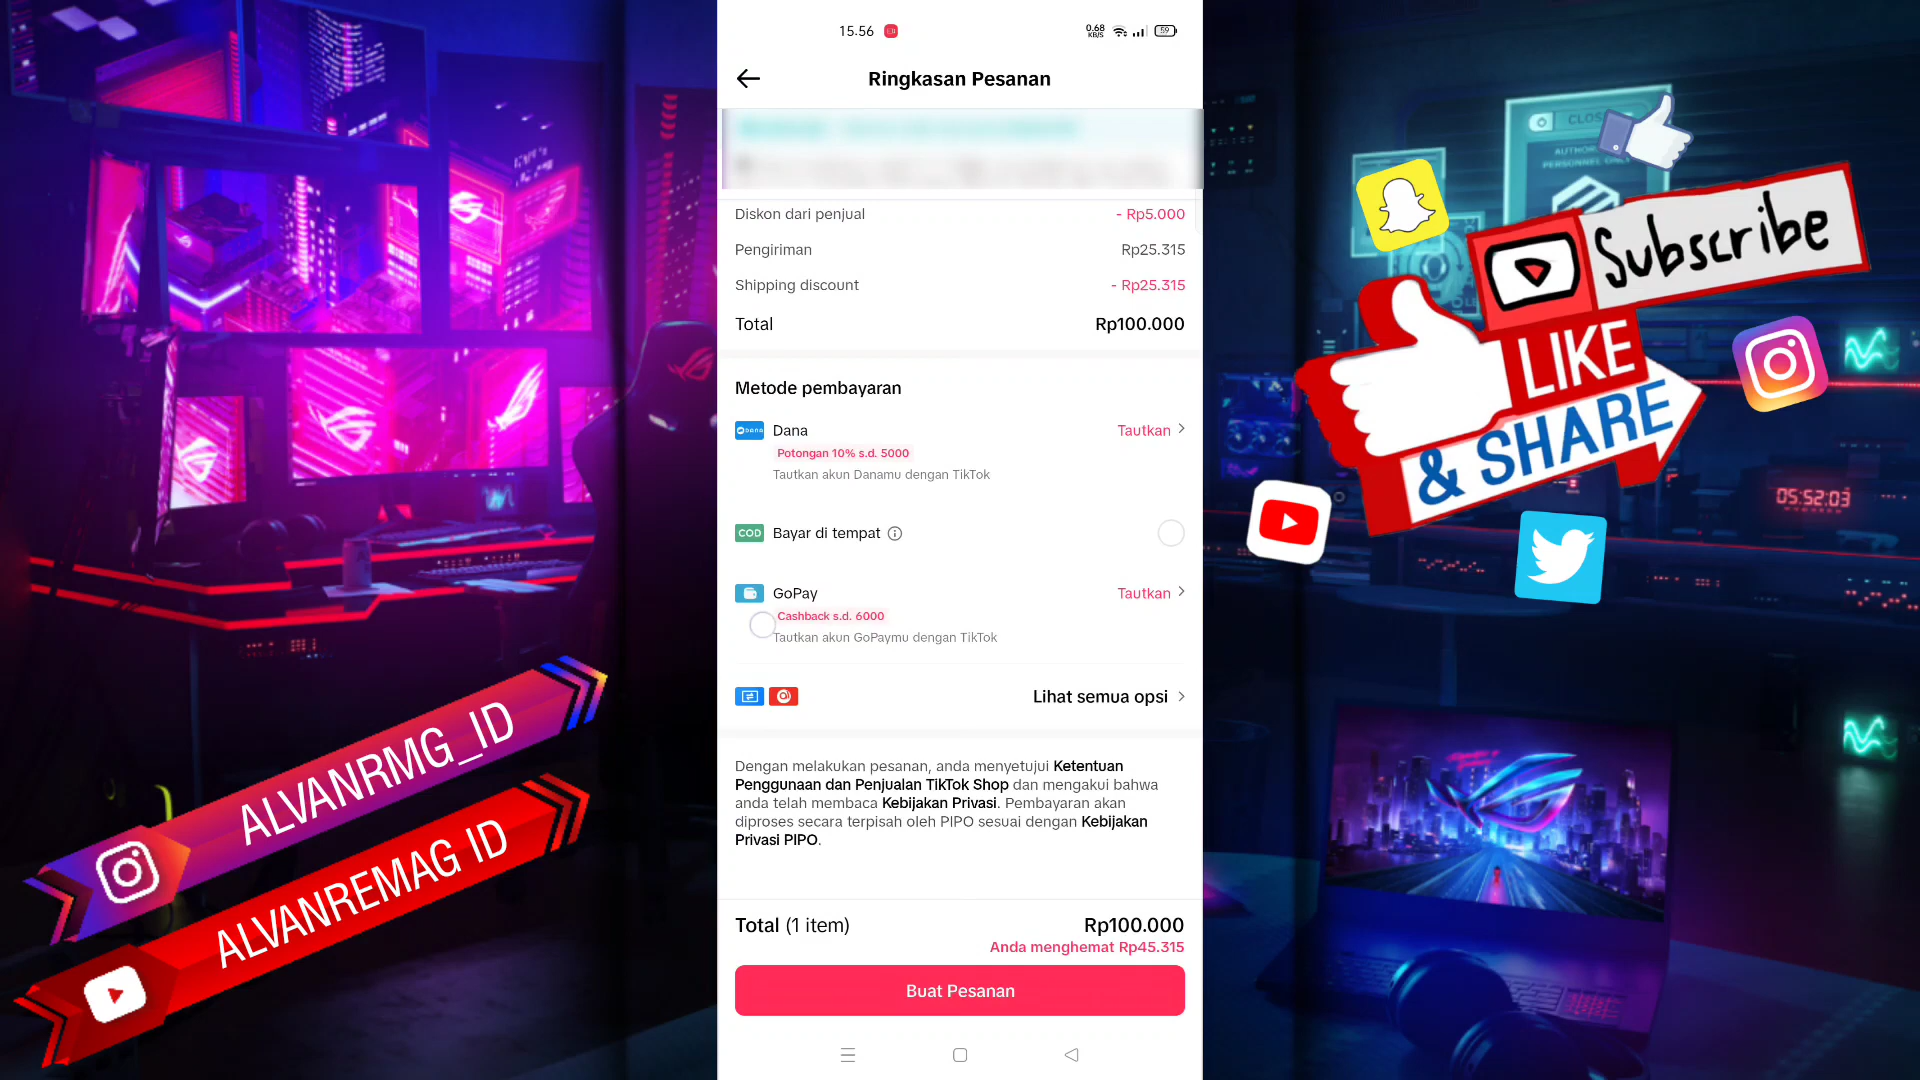 15.56
0.68
KB/S
59
Ringkasan Pesanan
Diskon dari penjual - Rp5.000
Pengiriman Rp25.315
Shipping discount - Rp25.315
Total Rp100.000
Metode pembayaran
Dana Tautkan
Potongan 10% s.d. 5000
Tautkan akun Danamu dengan TikTok
COD Bayar di tempat
GoPay Tautkan
Cashback s.d. 6000
Tautkan akun GoPaymu dengan TikTok
Lihat semua opsi
Dengan melakukan pesanan, anda menyetujui Ketentuan
Penggunaan dan Penjualan TikTok Shop dan mengakui bahwa
anda telah membaca Kebijakan Privasi. Pembayaran akan
diproses secara terpisah oleh PIPO sesuai dengan Kebijakan
Privasi PIPO.
Total (1 item) Rp100.000
Anda menghemat Rp45.315
Buat Pesanan
ALVANRMG_ID
ALVANREMAG ID
Subscribe
LIKE
& SHARE
05:52:03